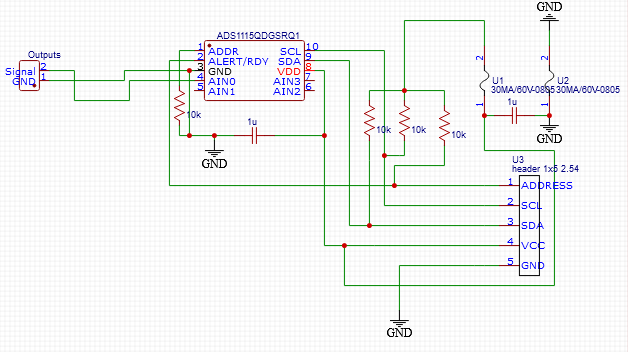 GND
Outputs
ADS1115QDGSRQ1
Signal 2
GND 1
1 ADDR
2 ALERT/RDY
3 GND
4 AIN0
5 AIN1
SCL 10
SDA 9
VDD 8
AIN3 7
AIN2 6
2
2
U1
30MA/60V-0805
U2
30MA/60V-0805
1
1
1u
10k
1u
GND
10k
10k
10k
GND
U3
header 1x5 2.54
1 ADDRESS
2 SCL
3 SDA
4 VCC
5 GND
GND